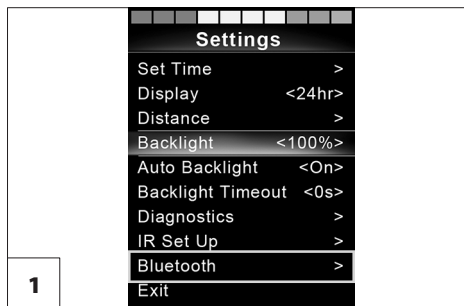 Settings
Set Time >
Display <24hr>
Distance >
Backlight <100%>
Auto Backlight <On>
Backlight Timeout <0s>
Diagnostics >
IR Set Up >
Bluetooth >
Exit
1